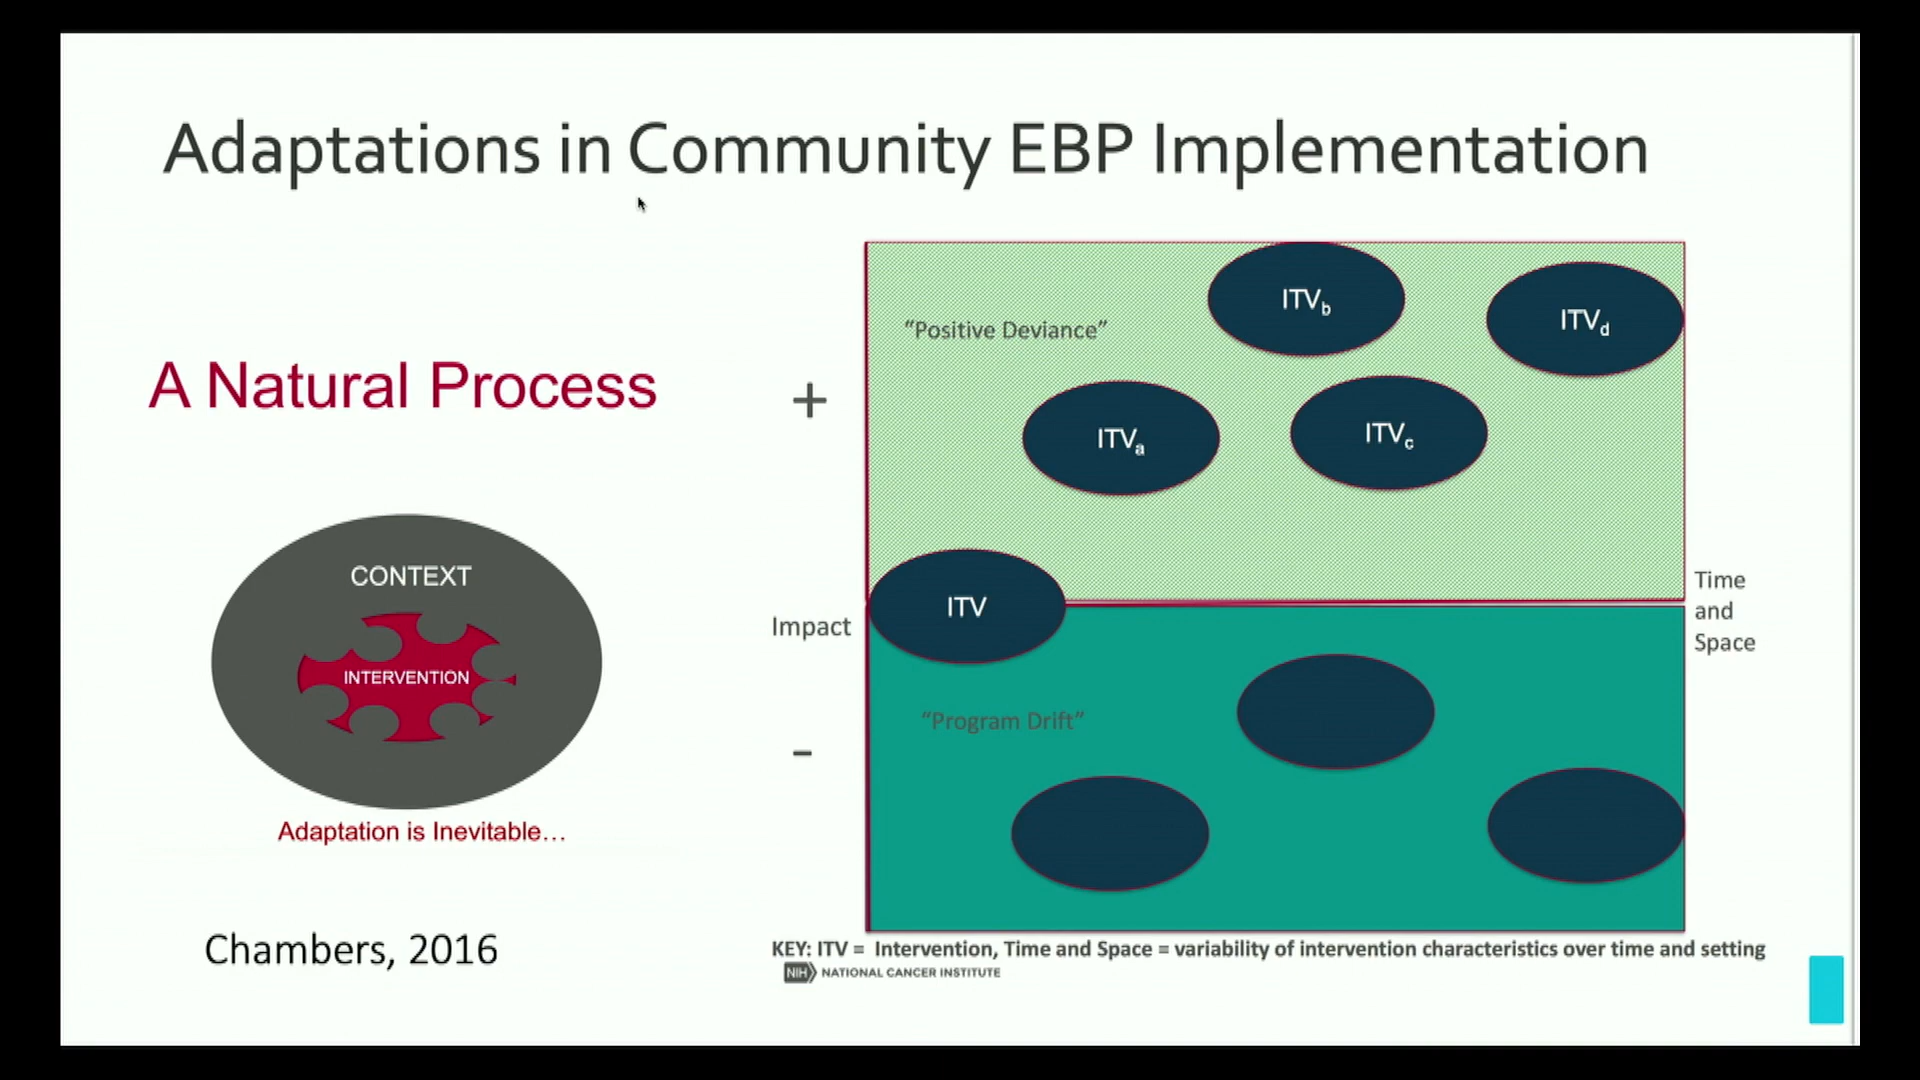 Adaptations in Community EBP Implementation
A Natural Process
CONTEXT
INTERVENTION
Adaptation is Inevitable…
Chambers, 2016
+
Impact
-
“Positive Deviance”
ITVb
ITVd
ITVa
ITVc
ITV
“Program Drift”
Time
and
Space
KEY: ITV = Intervention, Time and Space = variability of intervention characteristics over time and setting
NIH NATIONAL CANCER INSTITUTE